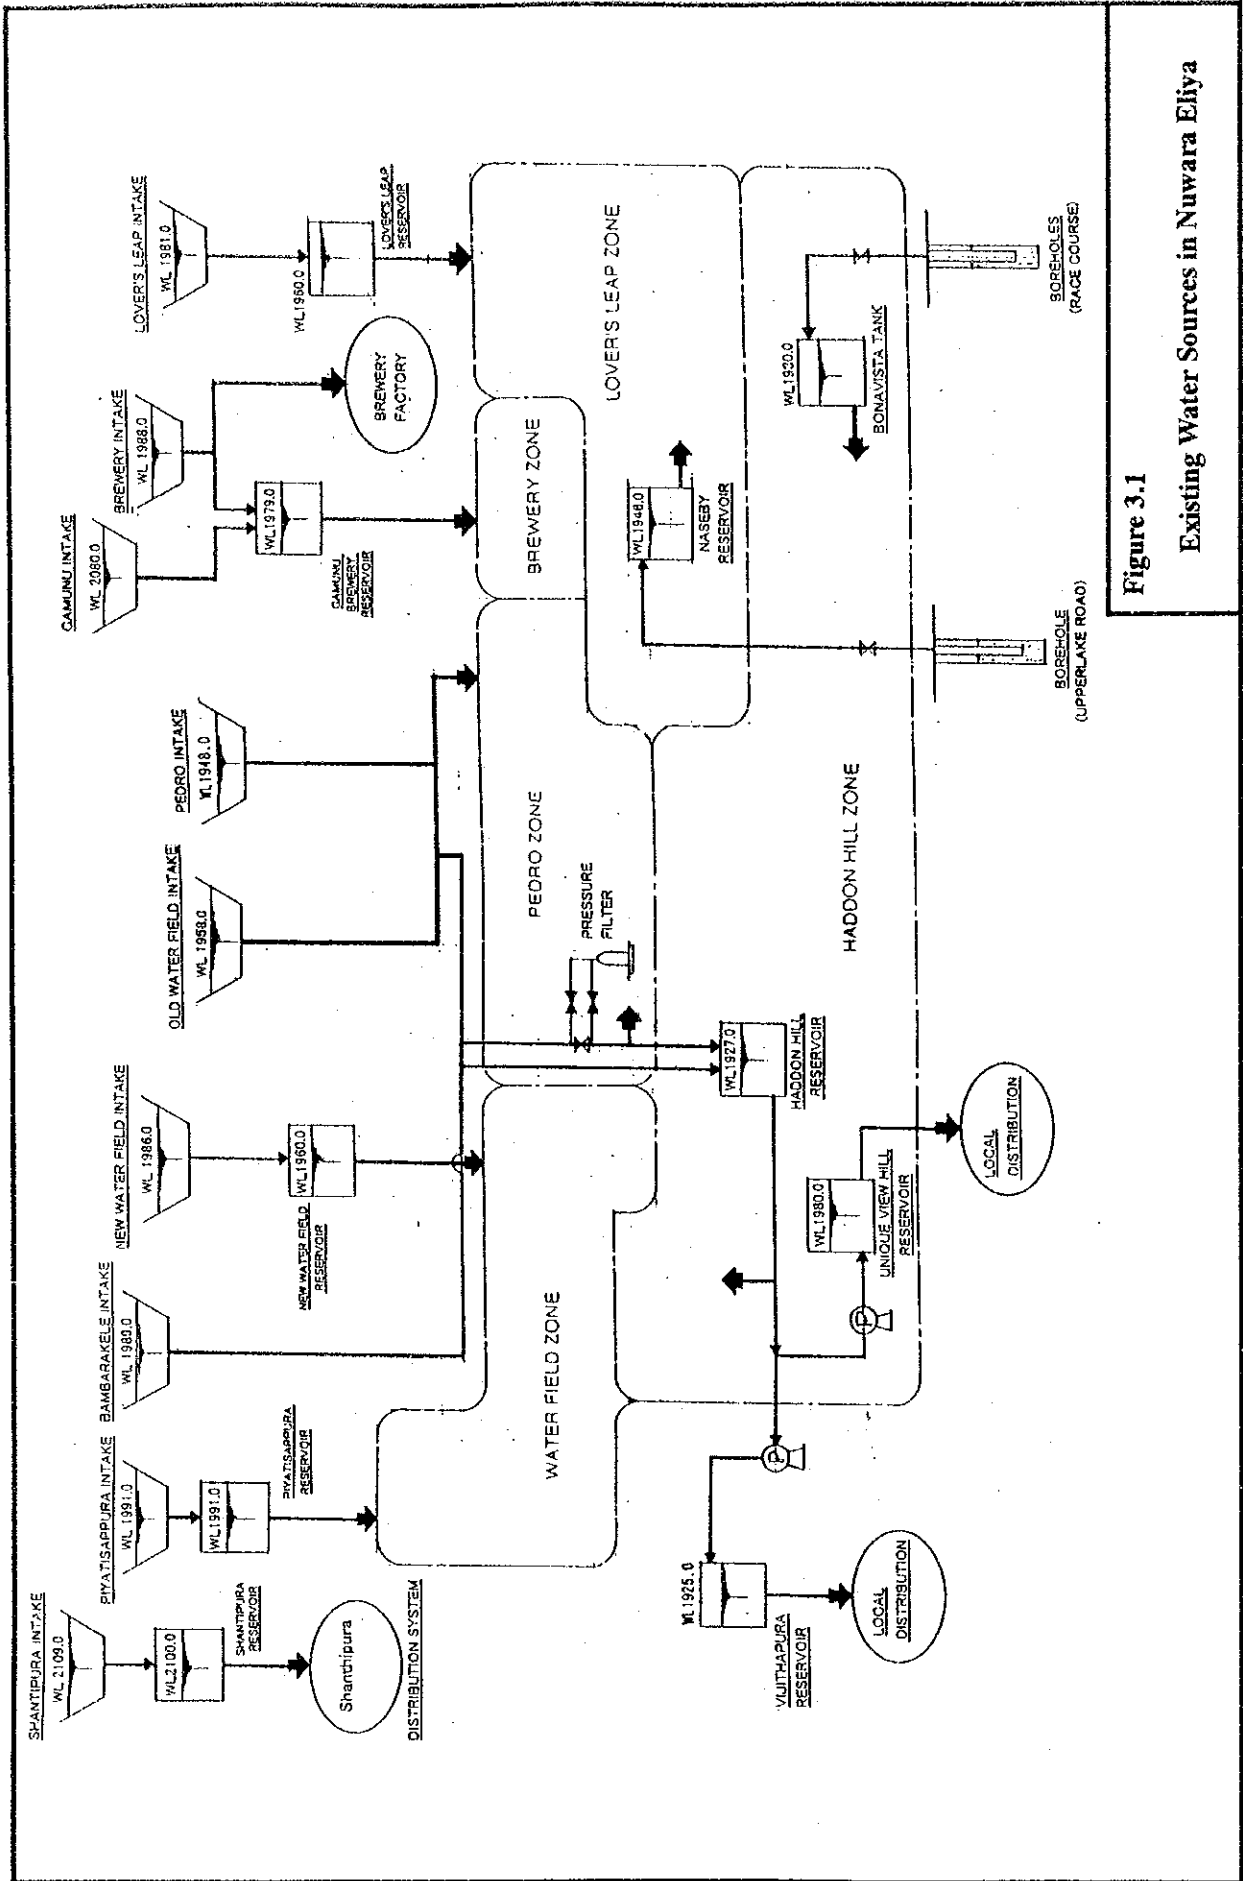 SHANTIPURA INTAKE
WL 2109.0
WL2100.0
SHANTIPURA
RESERVOIR
Shanthipura
DISTRIBUTION SYSTEM
PIYATISAPPURA INTAKE
WL 1991.0
WL1991.0
PIYATISAPPURA
RESERVOIR
BAMBARAKELE INTAKE
WL 1980.0
NEW WATER FIELD INTAKE
WL 1986.0
WL1960.0
NEW WATER FIELD
RESERVOIR
OLD WATER FIELD INTAKE
WL 1958.0
PEDRO INTAKE
WL1948.0
GAMUNU INTAKE
WL 2080.0
BREWERY INTAKE
WL 1988.0
WL1979.0
GAMUNU
BREWERY
RESERVOIR
BREWERY
FACTORY
LOVER'S LEAP INTAKE
WL 1981.0
WL1960.0
LOVER'S LEAP
RESERVOIR
WATER FIELD ZONE
PEDRO ZONE
PRESSURE
FILTER
BREWERY ZONE
LOVER'S LEAP ZONE
WL1948.0
NASEBY
RESERVOIR
WL1930.0
BONAVISTA TANK
HADDON HILL ZONE
WL1927.0
HADDON HILL
RESERVOIR
P
WL1980.0
UNIQUE VIEW HILL
RESERVOIR
LOCAL
DISTRIBUTION
P
WL1925.0
VIJITHAPURA
RESERVOIR
LOCAL
DISTRIBUTION
BOREHOLE
(UPPERLAKE ROAD)
BOREHOLES
(RACE COURSE)
Figure 3.1
Existing Water Sources in Nuwara Eliya